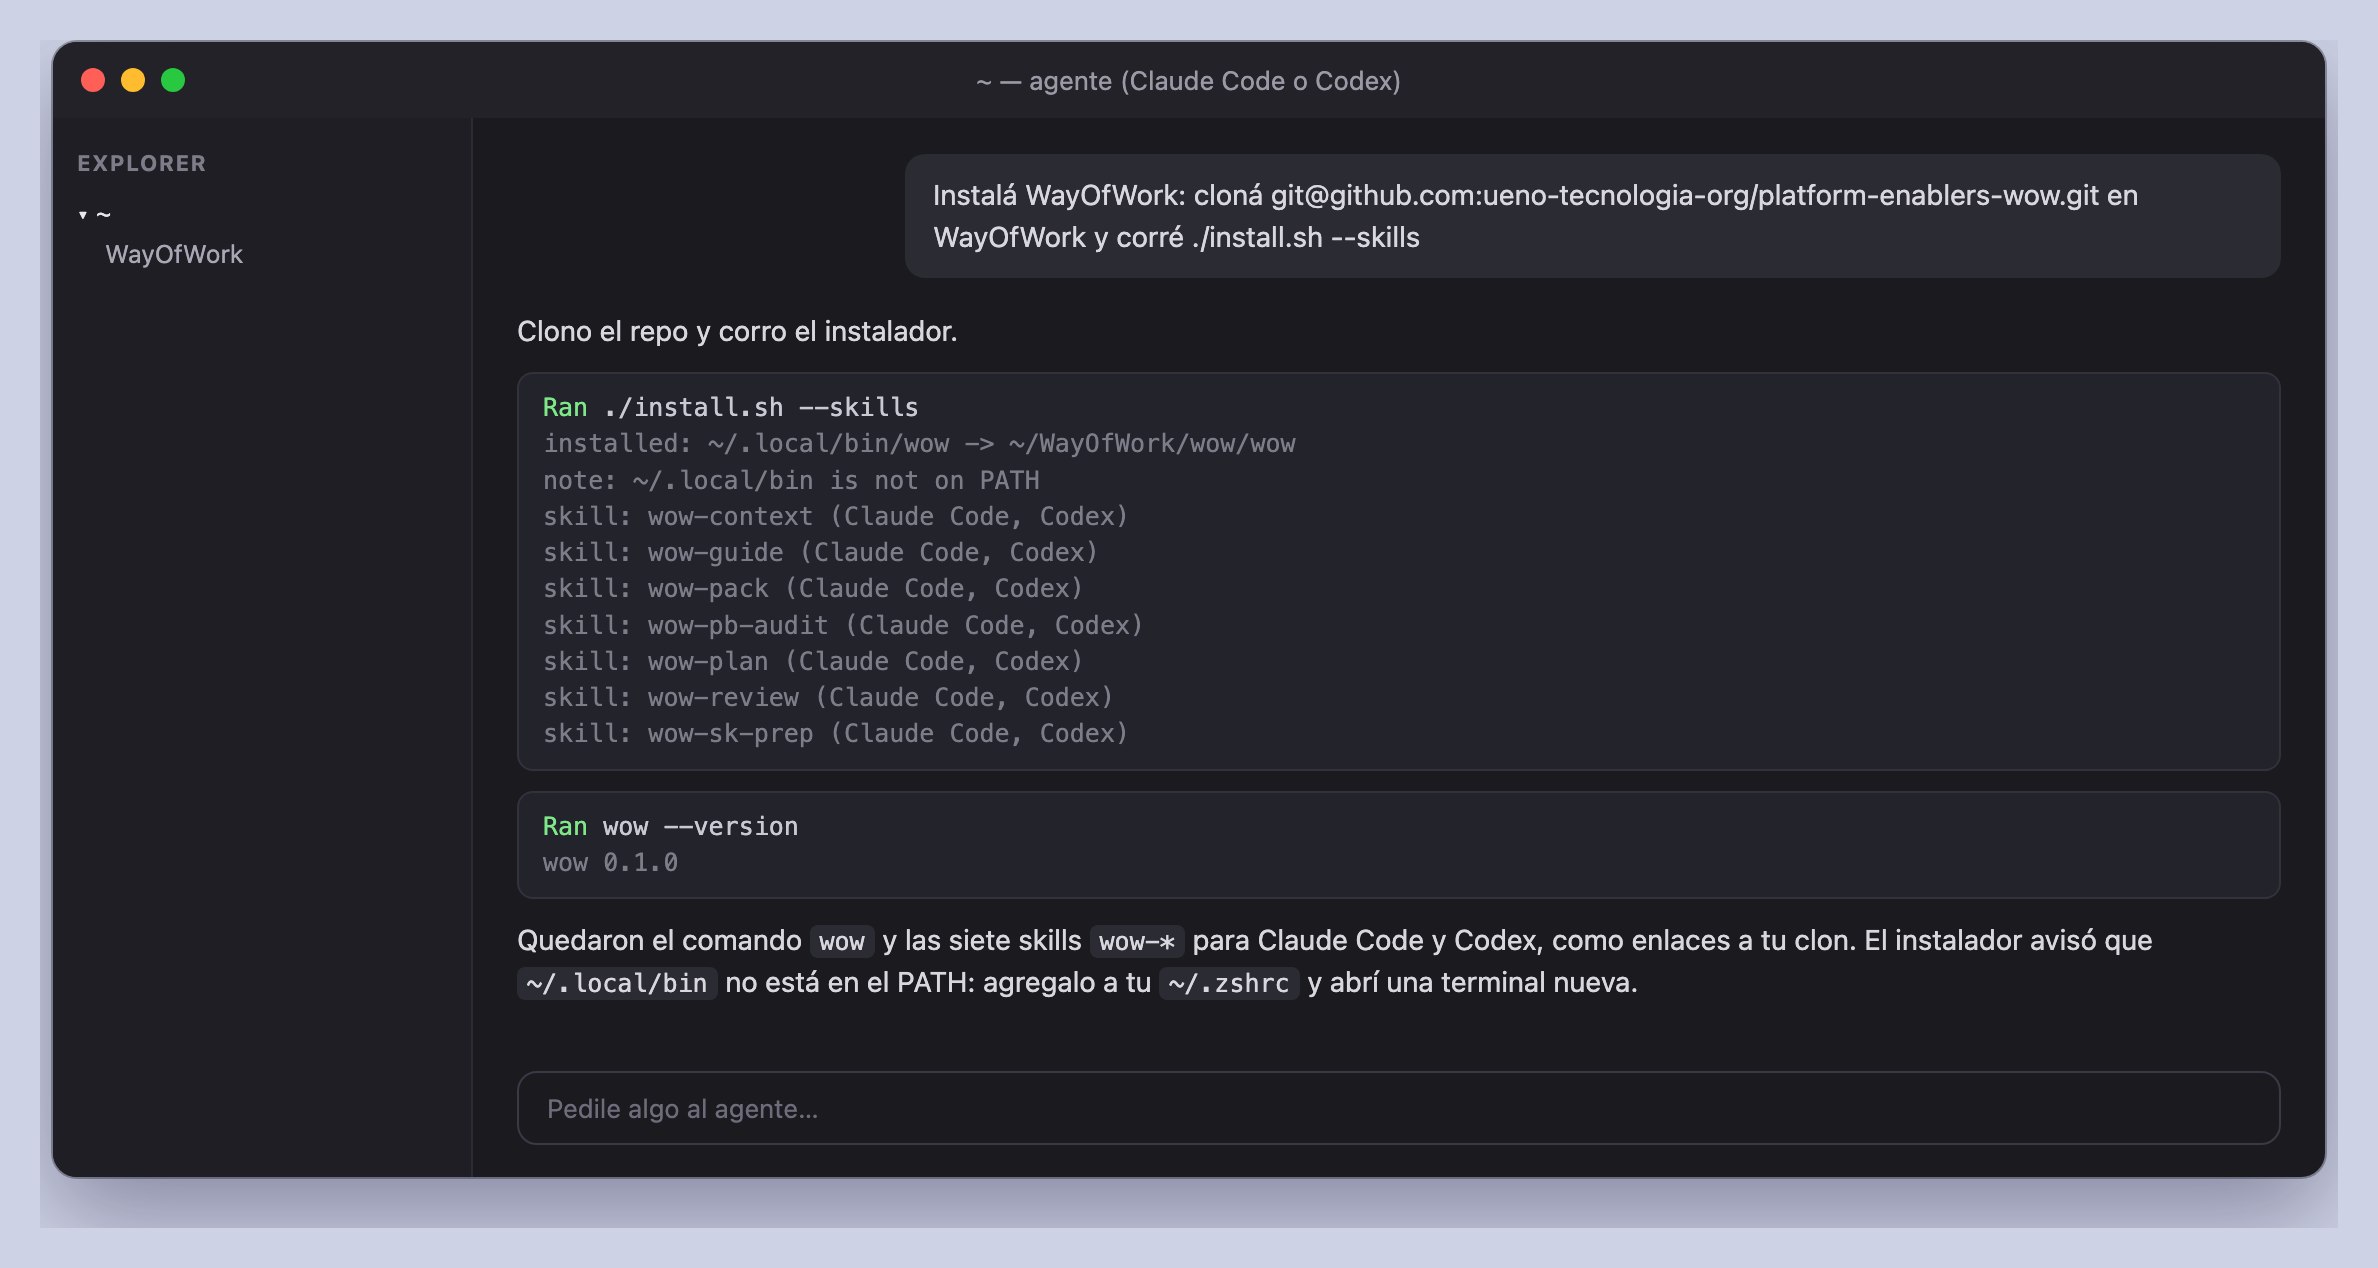 ~ — agente (Claude Code o Codex)
EXPLORER
▾ ~
WayOfWork
Instalá WayOfWork: cloná git@github.com:ueno-tecnologia-org/platform-enablers-wow.git en
WayOfWork y corré ./install.sh --skills
Clono el repo y corro el instalador.
Ran ./install.sh --skills
installed: ~/.local/bin/wow -> ~/WayOfWork/wow/wow
note: ~/.local/bin is not on PATH
skill: wow-context (Claude Code, Codex)
skill: wow-guide (Claude Code, Codex)
skill: wow-pack (Claude Code, Codex)
skill: wow-pb-audit (Claude Code, Codex)
skill: wow-plan (Claude Code, Codex)
skill: wow-review (Claude Code, Codex)
skill: wow-sk-prep (Claude Code, Codex)
Ran wow --version
wow 0.1.0
Quedaron el comando wow y las siete skills wow-* para Claude Code y Codex, como enlaces a tu clon. El instalador avisó que
~/.local/bin no está en el PATH: agregalo a tu ~/.zshrc y abrí una terminal nueva.
Pedile algo al agente...